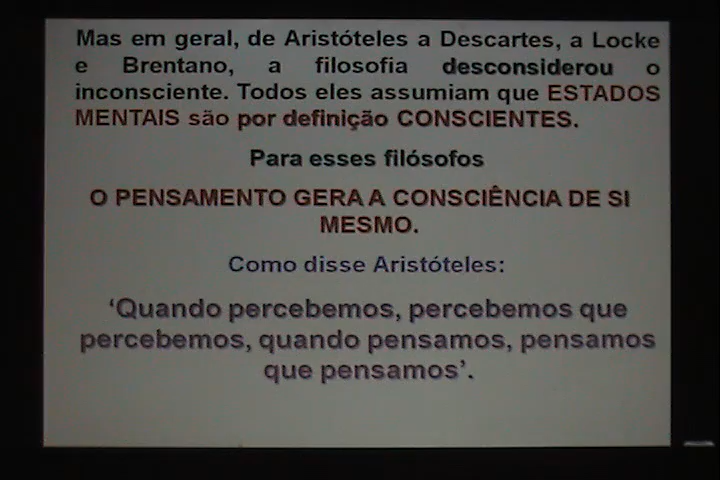 Mas em geral, de Aristóteles a Descartes, a Locke
e Brentano, a filosofia desconsiderou o
inconsciente. Todos eles assumiam que ESTADOS
MENTAIS são por definição CONSCIENTES.
Para esses filósofos
O PENSAMENTO GERA A CONSCIÊNCIA DE SI
MESMO.
Como disse Aristóteles:
‘Quando percebemos, percebemos que
percebemos, quando pensamos, pensamos
que pensamos’.